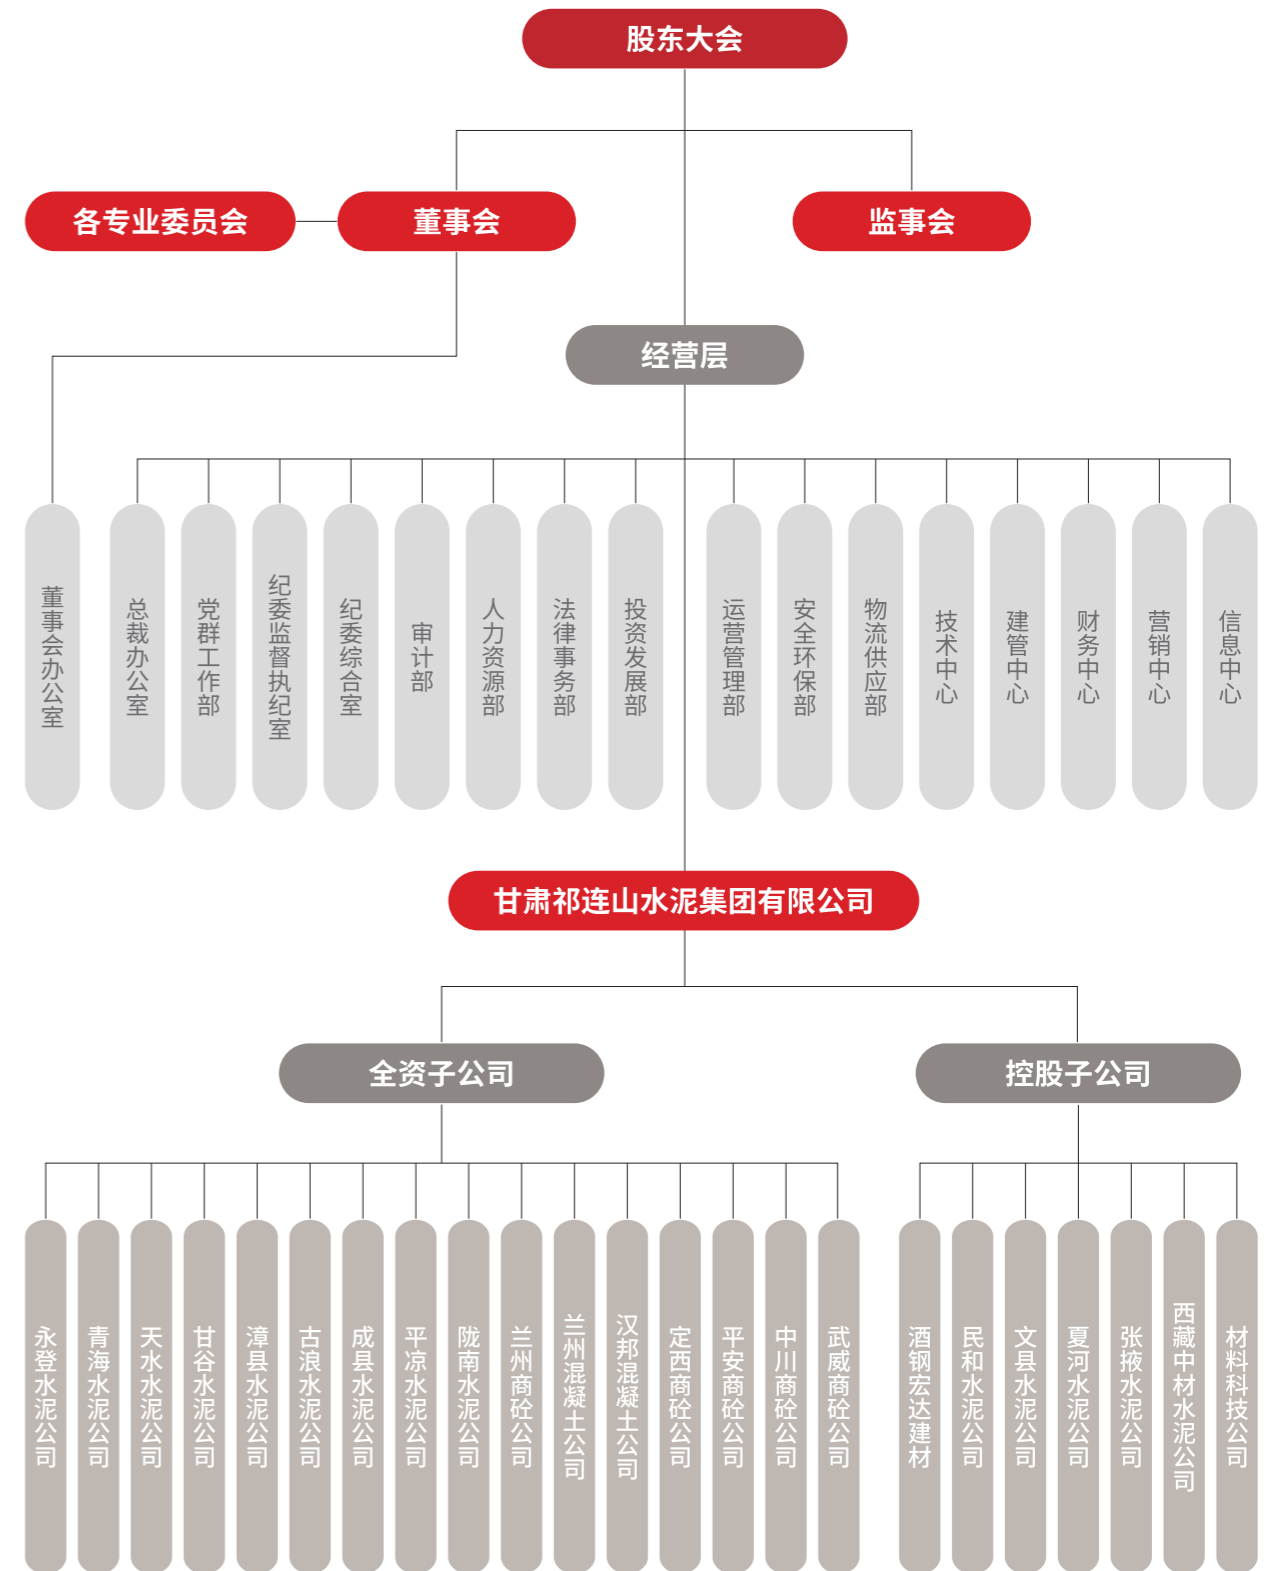 股东大会
各专业委员会
董事会
监事会
经营层
董事会办公室
总裁办公室
党群工作部
纪委监督执纪室
纪委综合室
审计部
人力资源部
法律事务部
投资发展部
运营管理部
安全环保部
物流供应部
技术中心
建管中心
财务中心
营销中心
信息中心
甘肃祁连山水泥集团有限公司
全资子公司
控股子公司
永登水泥公司
青海水泥公司
天水水泥公司
甘谷水泥公司
漳县水泥公司
古浪水泥公司
成县水泥公司
平凉水泥公司
陇南水泥公司
兰州商砼公司
兰州混凝土公司
汉邦混凝土公司
定西商砼公司
平安商砼公司
中川商砼公司
武威商砼公司
酒钢宏达建材
民和水泥公司
文县水泥公司
夏河水泥公司
张掖水泥公司
西藏中材水泥公司
材料科技公司